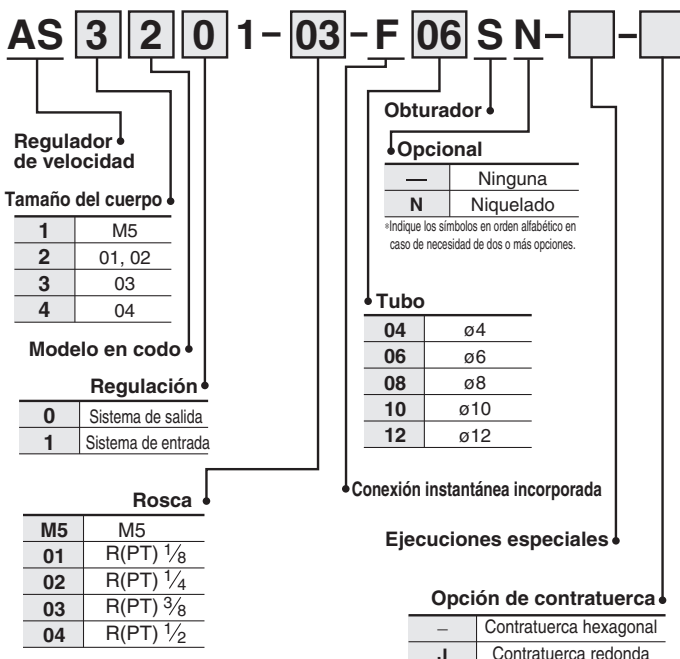 AS 3 2 0 1-03-F 06 S N-
Regulador
de velocidad
Tamaño del cuerpo
1 M5
2 01, 02
3 03
4 04
Modelo en codo
Regulación
0 Sistema de salida
1 Sistema de entrada
Rosca
M5 M5
01 R(PT) 1/8
02 R(PT) 1/4
03 R(PT) 3/8
04 R(PT) 1/2
Obturador
Opcional
— Ninguna
N Niquelado
*Indique los símbolos en orden alfabético en
caso de necesidad de dos o más opciones.
Tubo
04 ø4
06 ø6
08 ø8
10 ø10
12 ø12
Conexión instantánea incorporada
Ejecuciones especiales
Opción de contratuerca
– Contratuerca hexagonal
J Contratuerca redonda